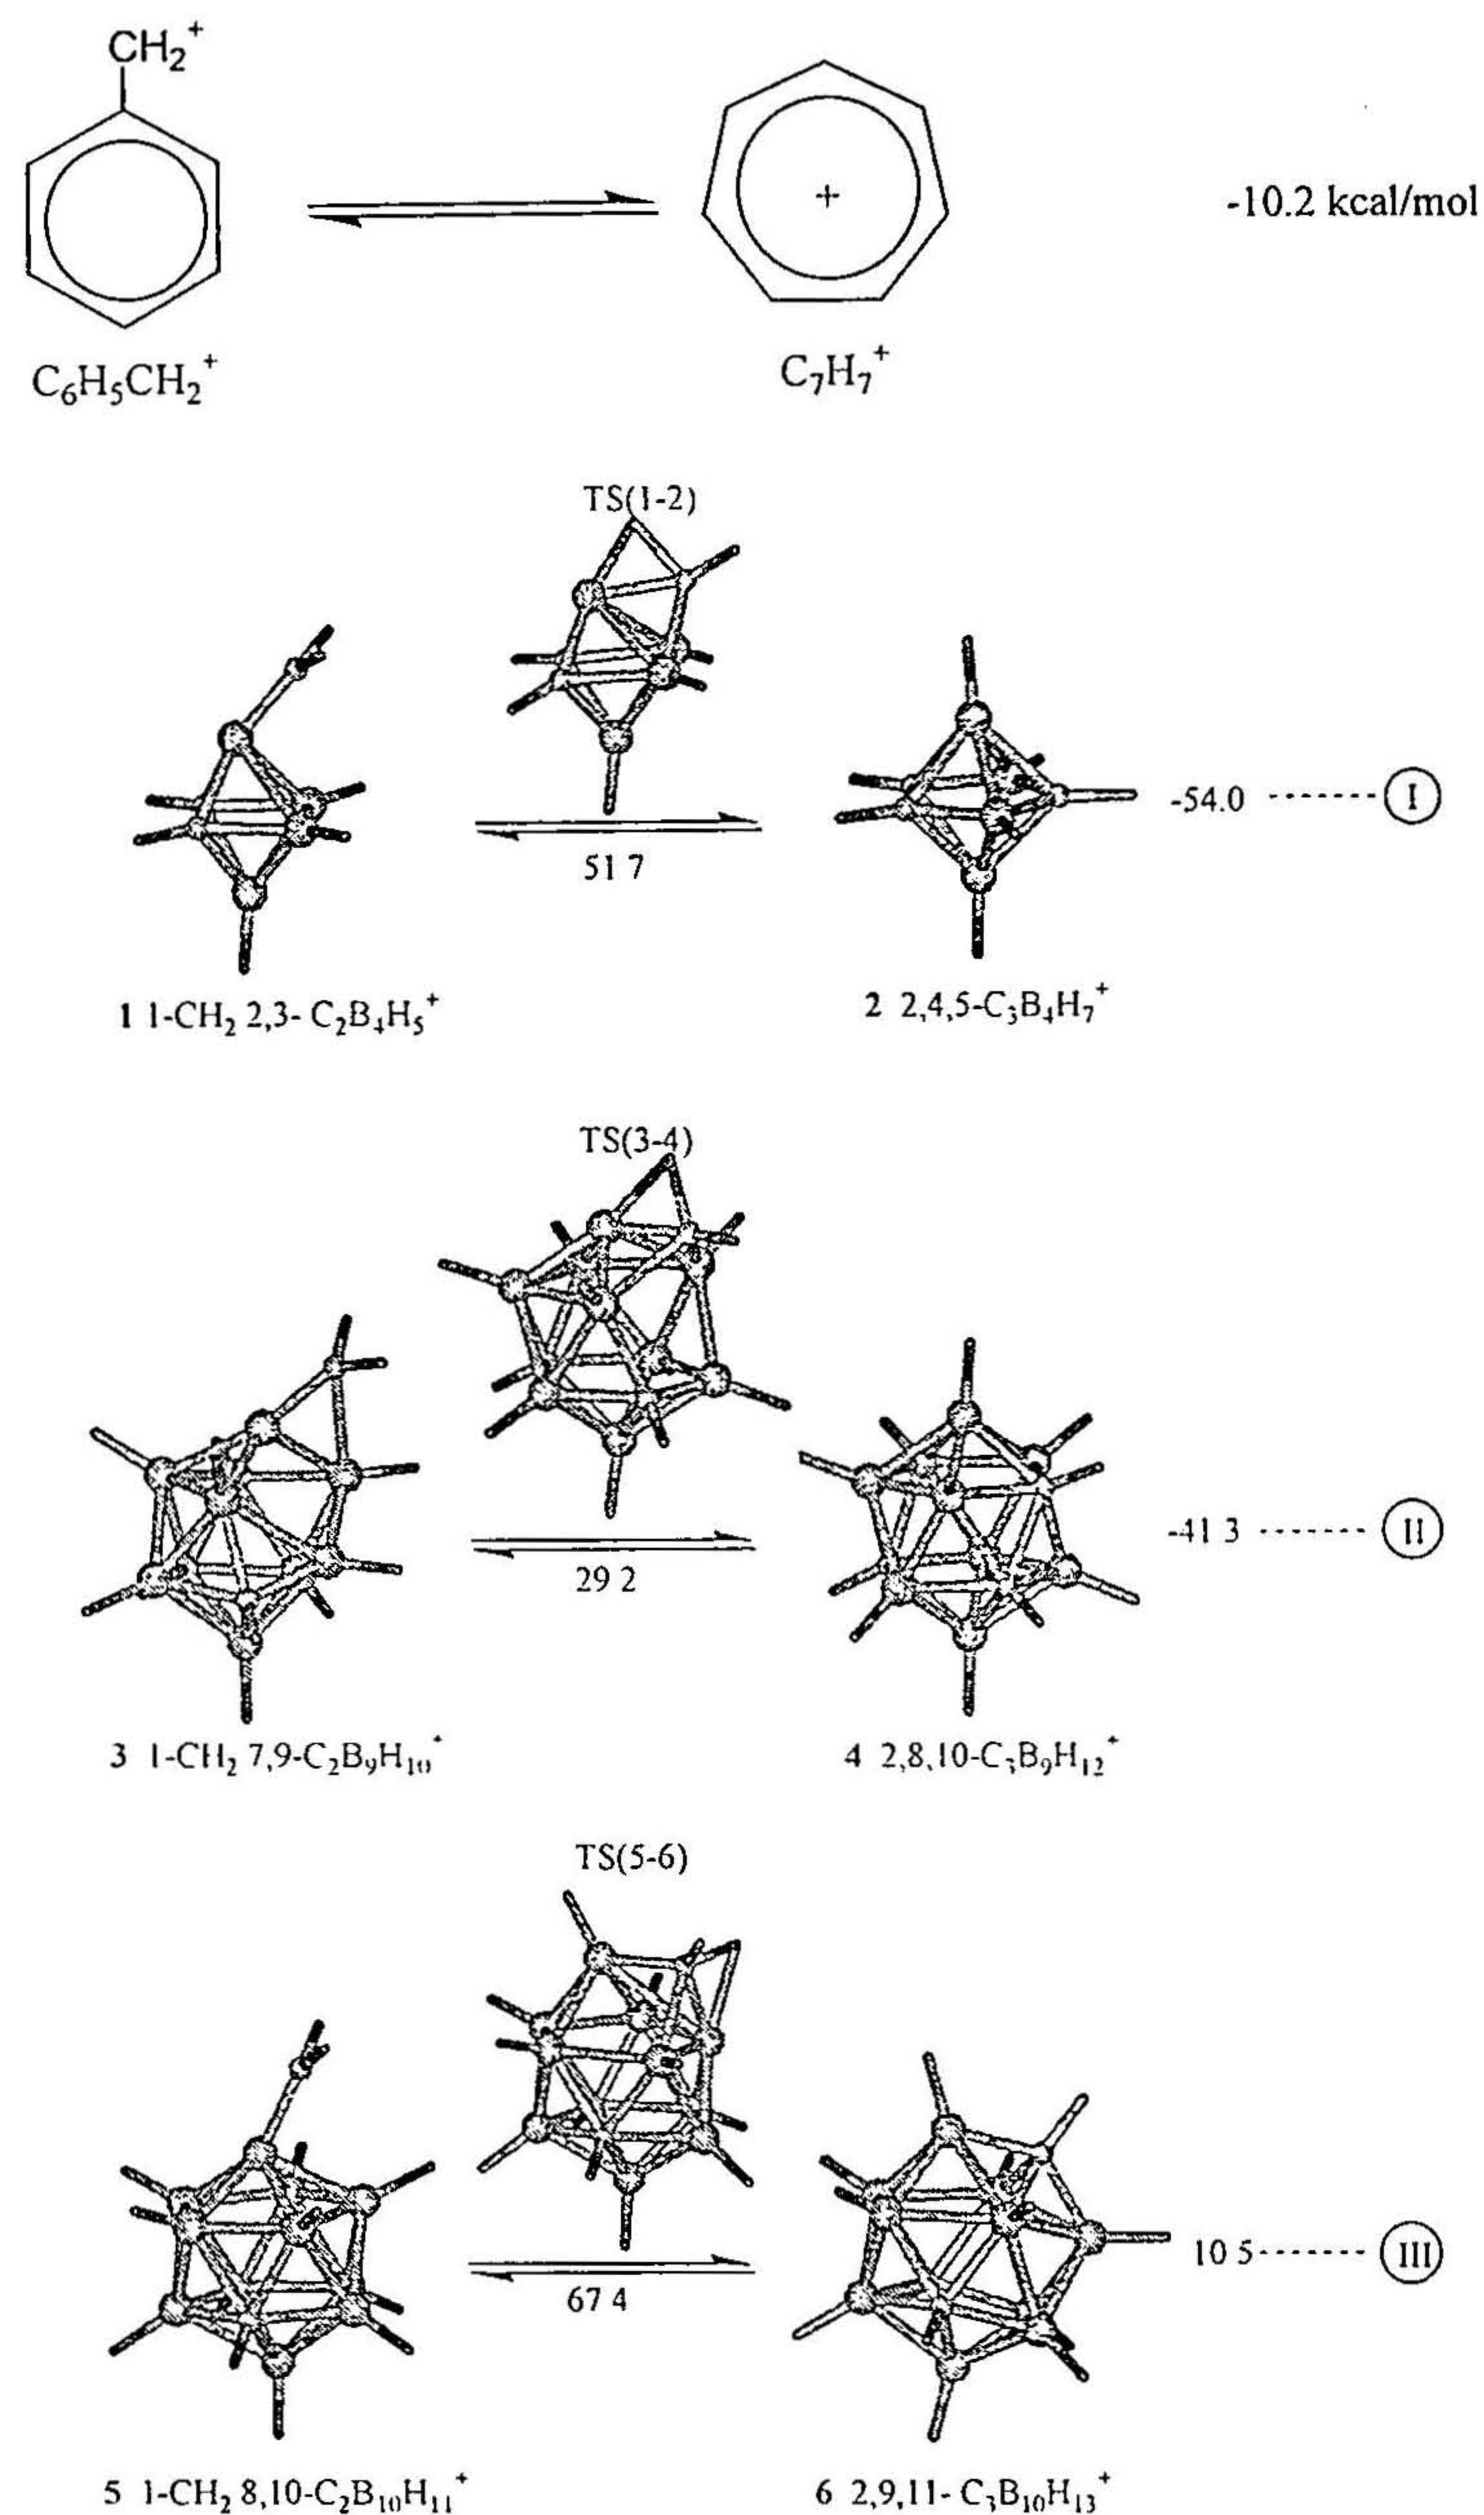 CH₂⁺
+
-10.2 kcal/mol
C₆H₅CH₂⁺
C₇H₇⁺
TS(1-2)
-54.0 ------- I
51 7
1 1-CH₂ 2,3- C₂B₄H₅⁺
2 2,4,5-C₃B₄H₇⁺
TS(3-4)
-41 3 ------- II
29 2
3 1-CH₂ 7,9-C₂B₉H₁₀⁺
4 2,8,10-C₃B₉H₁₂⁺
TS(5-6)
10 5------- III
67 4
5 1-CH₂ 8,10-C₂B₁₀H₁₁⁺
6 2,9,11- C₃B₁₀H₁₃⁺